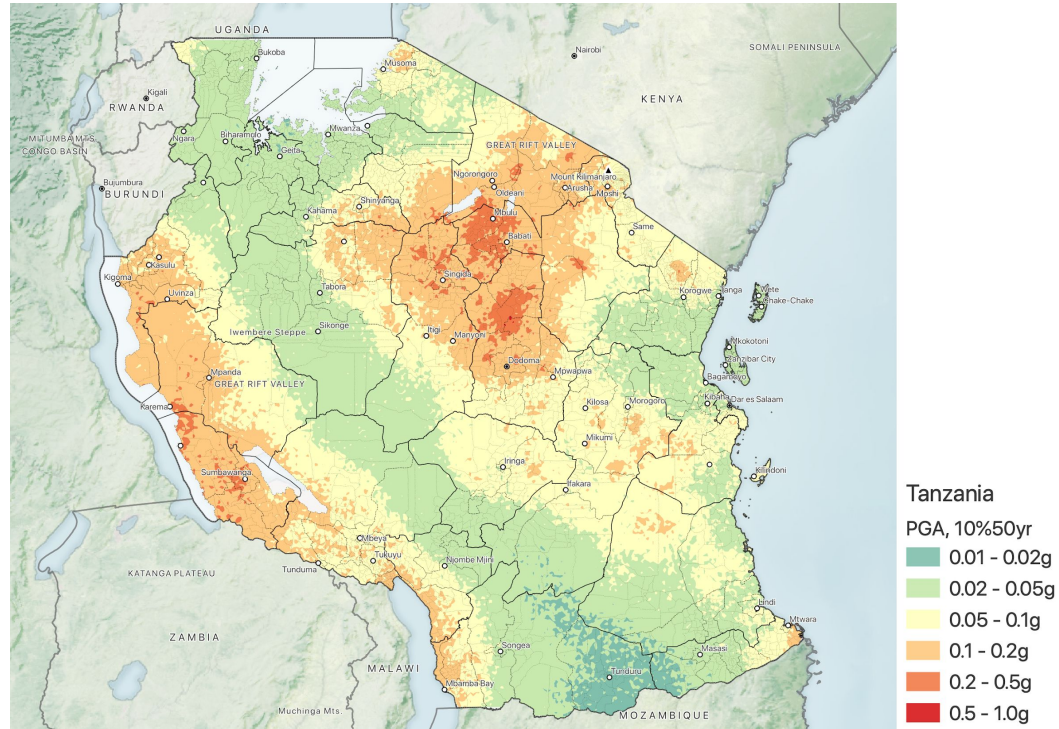 UGANDA
Bukoba
Musoma
Nairobi
SOMALI PENINSULA
Kigali
RWANDA
KENYA
MITUMBA MTS.
CONGO BASIN
Ngara
Biharamulo
Mwanza
Geita
GREAT RIFT VALLEY
Bujumbura
BURUNDI
Ngorongoro
Oldeani
Mount Kilimanjaro
Arusha
Moshi
Kahama
Shinyanga
Mbulu
Babati
Same
Kasulu
Kigoma
Uvinza
Tabora
Singida
Korogwe
Tanga
Wete
Chake-Chake
Iwembere Steppe
Sikonge
Itigi
Manyoni
Mkokotoni
Zanzibar City
Mpanda
GREAT RIFT VALLEY
Dodoma
Mpwapwa
Bagamoyo
Karema
Kilosa
Morogoro
Kibaha
Dar es Salaam
Mikumi
Sumbawanga
Iringa
Ifakara
Kilindoni
Mbeya
Tukuyu
Tunduma
Njombe Mjini
KATANGA PLATEAU
Lindi
Mtwara
ZAMBIA
Songea
Masasi
MALAWI
Tunduru
Mbamba Bay
Muchinga Mts.
MOZAMBIQUE
Tanzania
PGA, 10%50yr
0.01 - 0.02g
0.02 - 0.05g
0.05 - 0.1g
0.1 - 0.2g
0.2 - 0.5g
0.5 - 1.0g